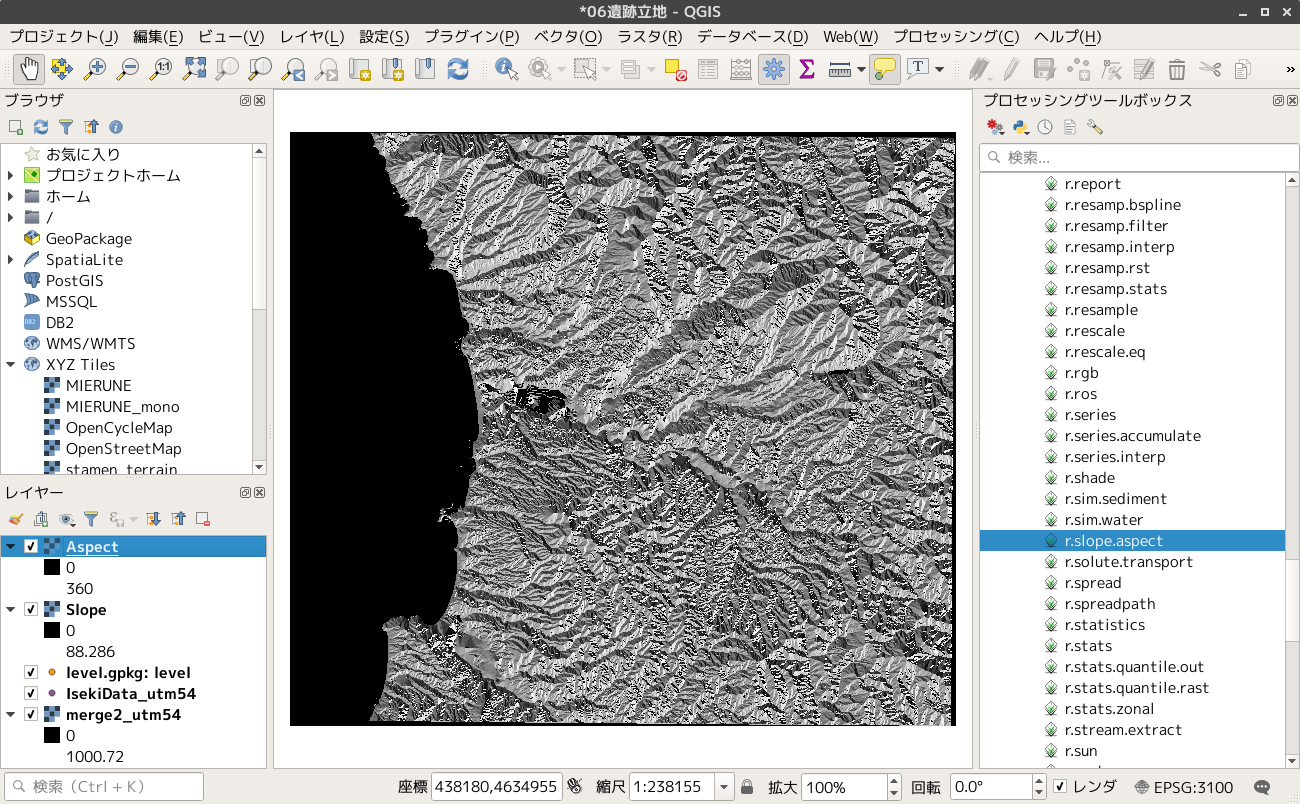 *06遺跡立地 - QGIS
プロジェクト(J) 編集(E) ビュー(V) レイヤ(L) 設定(S) プラグイン(P) ベクタ(O) ラスタ(R) データベース(D) Web(W) プロセッシング(C) ヘルプ(H)
1:1
Σ
T
»
ブラウザ
お気に入り
プロジェクトホーム
ホーム
/
GeoPackage
SpatiaLite
PostGIS
MSSQL
DB2 DB2
WMS/WMTS
XYZ Tiles
MIERUNE
MIERUNE_mono
OpenCycleMap
OpenStreetMap
stamen_terrain
レイヤー
Aspect
0
360
Slope
0
88.286
level.gpkg: level
IsekiData_utm54
merge2_utm54
0
1000.72
プロセッシングツールボックス
検索...
r.report
r.resamp.bspline
r.resamp.filter
r.resamp.interp
r.resamp.rst
r.resamp.stats
r.resample
r.rescale
r.rescale.eq
r.rgb
r.ros
r.series
r.series.accumulate
r.series.interp
r.shade
r.sim.sediment
r.sim.water
r.slope.aspect
r.solute.transport
r.spread
r.spreadpath
r.statistics
r.stats
r.stats.quantile.out
r.stats.quantile.rast
r.stats.zonal
r.stream.extract
r.sun
検索（Ctrl + K） 座標 438180,4634955 縮尺 1:238155 拡大 100% 回転 0.0° レンダ EPSG:3100